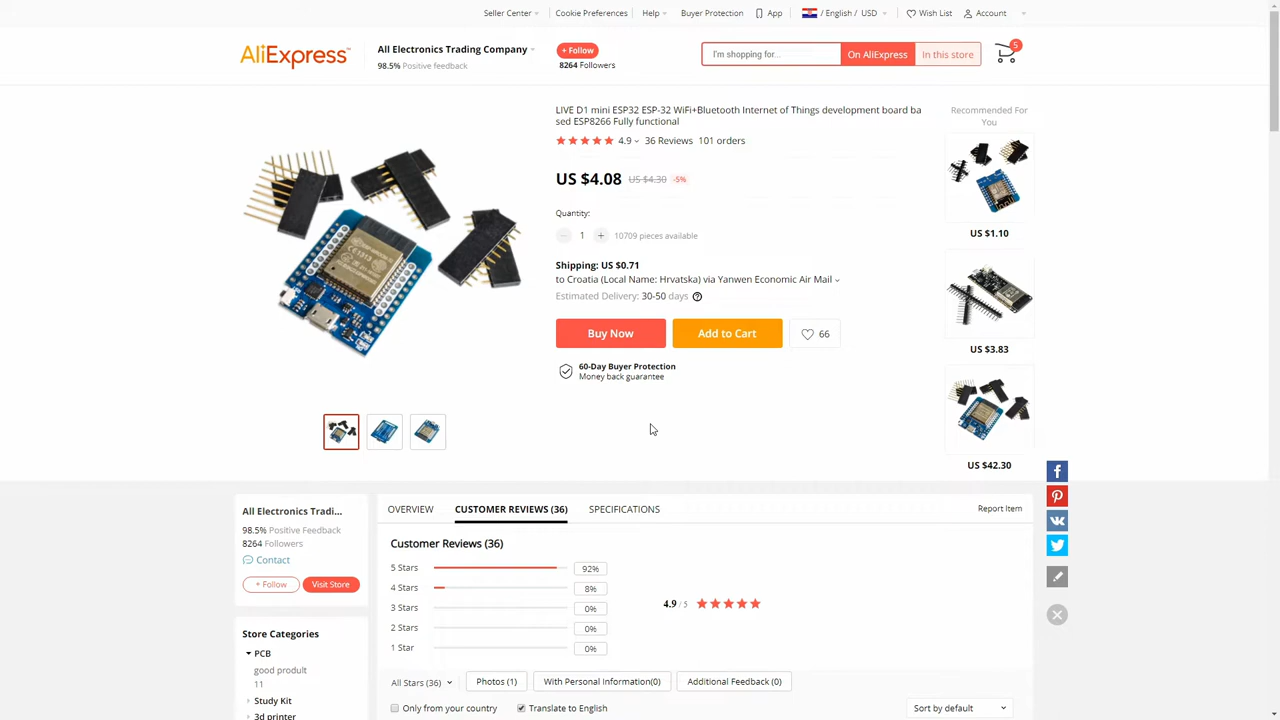 Seller Center
Cookie Preferences
Help
Buyer Protection
App
/ English / USD
Wish List
Account
AliExpress™
All Electronics Trading Company
98.5% Positive feedback
+ Follow
8264 Followers
I'm shopping for...
On AliExpress
In this store
5
LIVE D1 mini ESP32 ESP-32 WiFi+Bluetooth Internet of Things development board ba
sed ESP8266 Fully functional
4.9
36 Reviews
101 orders
US $4.08 US $4.30 -5%
Quantity:
1
10709 pieces available
Shipping: US $0.71
to Croatia (Local Name: Hrvatska) via Yanwen Economic Air Mail
Estimated Delivery: 30-50 days
Buy Now
Add to Cart
66
60-Day Buyer Protection
Money back guarantee
Recommended For
You
US $1.10
US $3.83
US $42.30
All Electronics Tradi...
98.5% Positive Feedback
8264 Followers
Contact
+ Follow
Visit Store
Store Categories
PCB
good prodult
11
Study Kit
3d printer
OVERVIEW
CUSTOMER REVIEWS (36)
SPECIFICATIONS
Report Item
Customer Reviews (36)
5 Stars 92%
4 Stars 8%
3 Stars 0%
2 Stars 0%
1 Star 0%
4.9 / 5
All Stars (36)
Photos (1)
With Personal Information(0)
Additional Feedback (0)
Only from your country
Translate to English
Sort by default